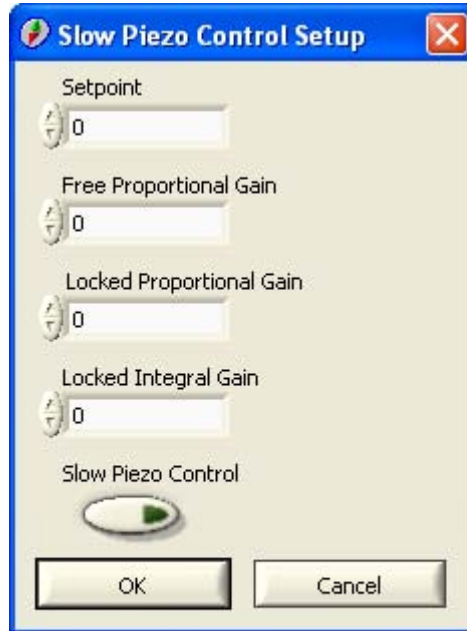 Slow Piezo Control Setup
Setpoint
0
Free Proportional Gain
0
Locked Proportional Gain
0
Locked Integral Gain
0
Slow Piezo Control
OK Cancel